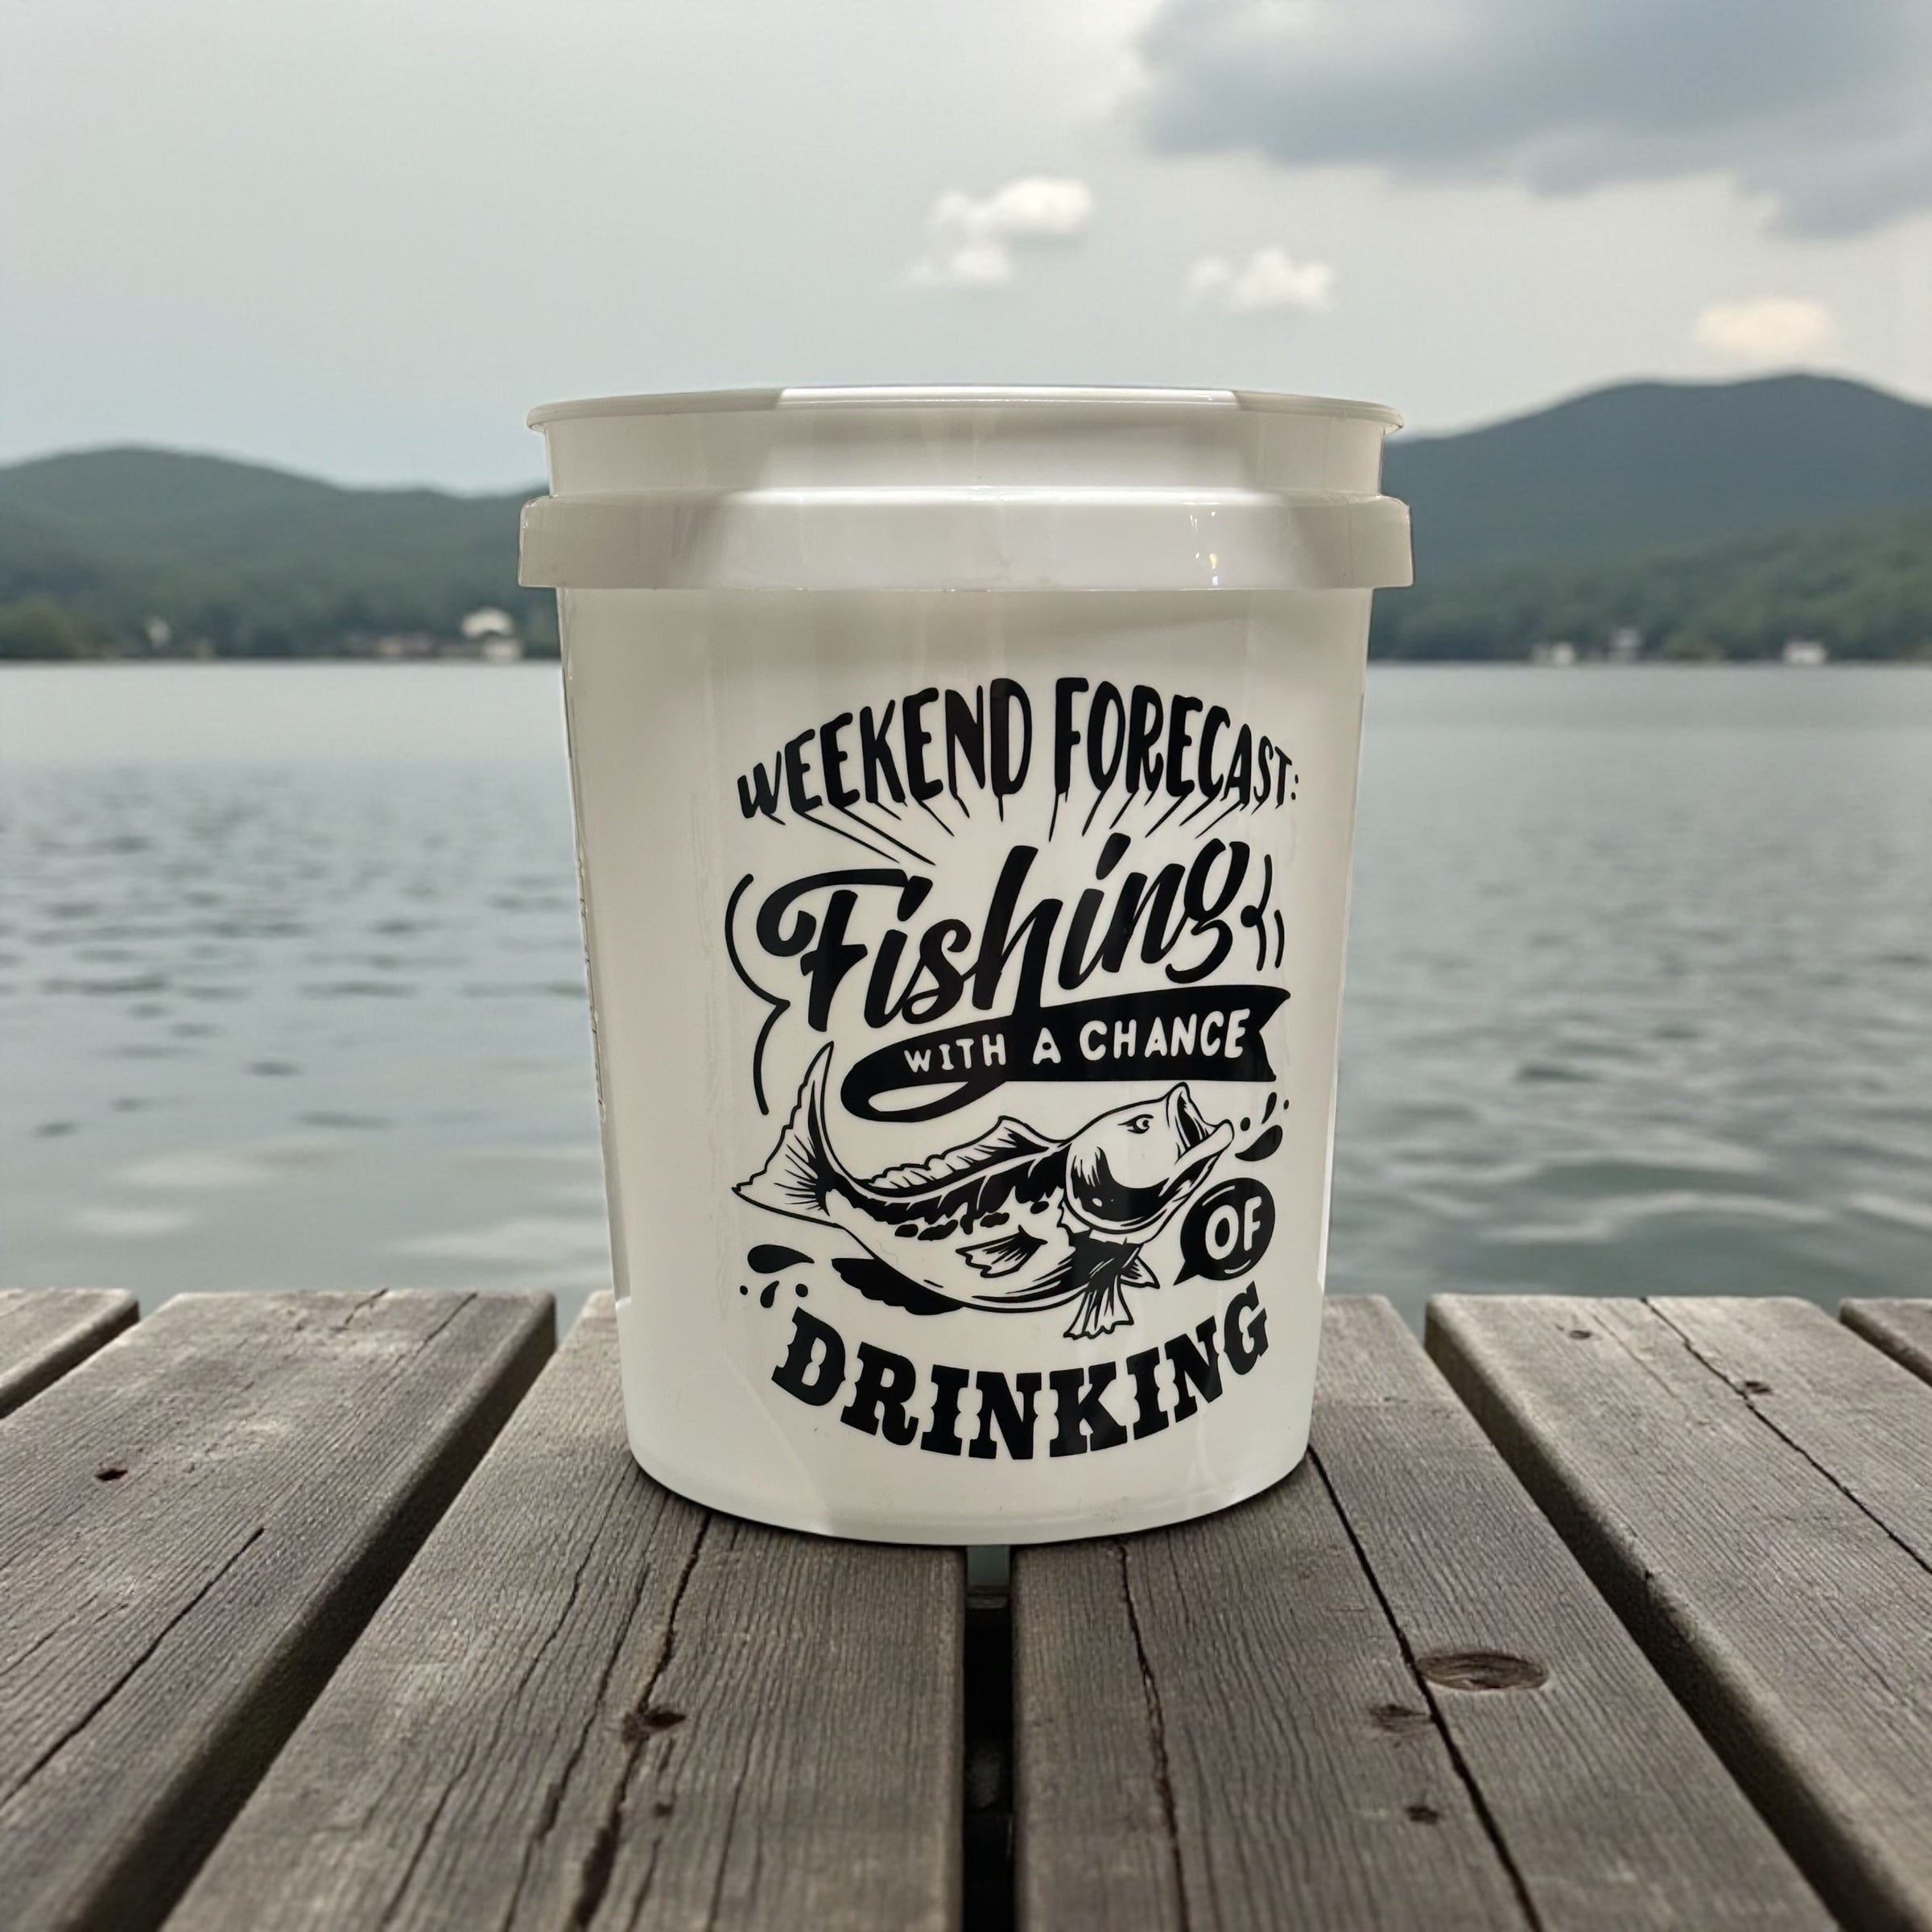 WEEKEND FORECAST:
Fishing
WITH A CHANCE
OF
DRINKING